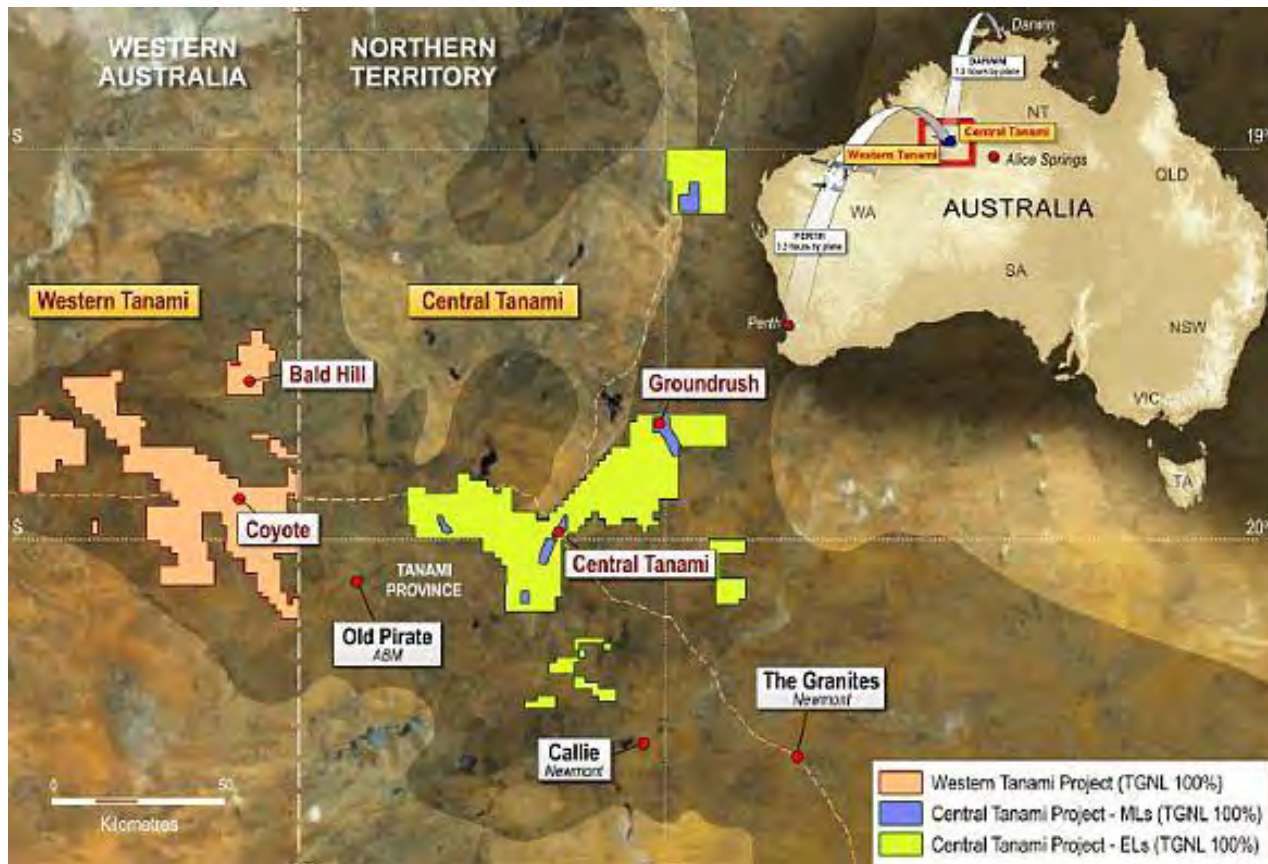 WESTERN
AUSTRALIA
NORTHERN
TERRITORY
S
19°
Western Tanami
Central Tanami
Bald Hill
Groundrush
Coyote
S
20°
Central Tanami
TANAMI
PROVINCE
Old Pirate
ABM
The Granites
Newmont
Callie
Newmont
0
50
Kilometres
Darwin
DARWIN
NT
Central Tanami
Western Tanami
Alice Springs
QLD
WA
AUSTRALIA
PERTH
SA
Perth
NSW
VIC
TA
Western Tanami Project (TGNL 100%)
Central Tanami Project - MLs (TGNL 100%)
Central Tanami Project - ELs (TGNL 100%)